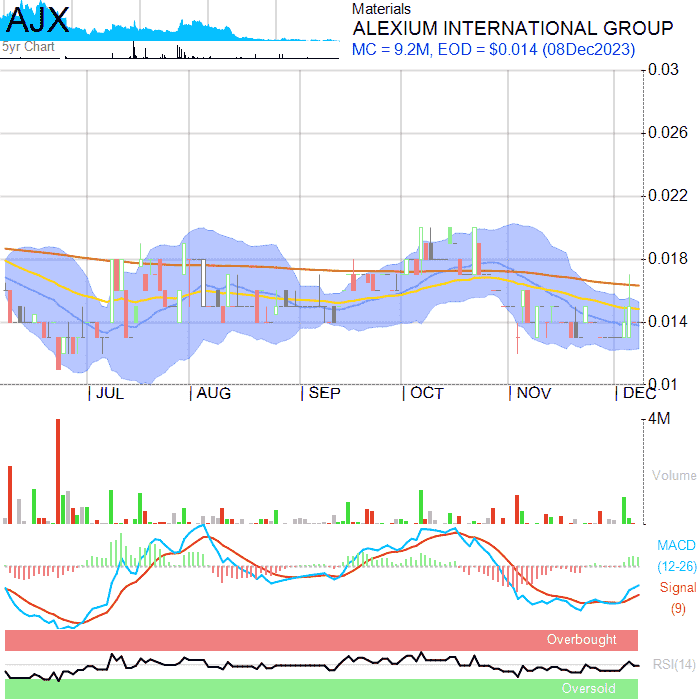 AJX
5yr Chart
Materials
ALEXIUM INTERNATIONAL GROUP
MC = 9.2M, EOD = $0.014 (08Dec2023)
0.03
0.026
0.022
0.018
0.014
0.01
JUL AUG SEP OCT NOV DEC
4M
Volume
MACD
(12-26)
Signal
(9)
Overbought
RSI(14)
Oversold